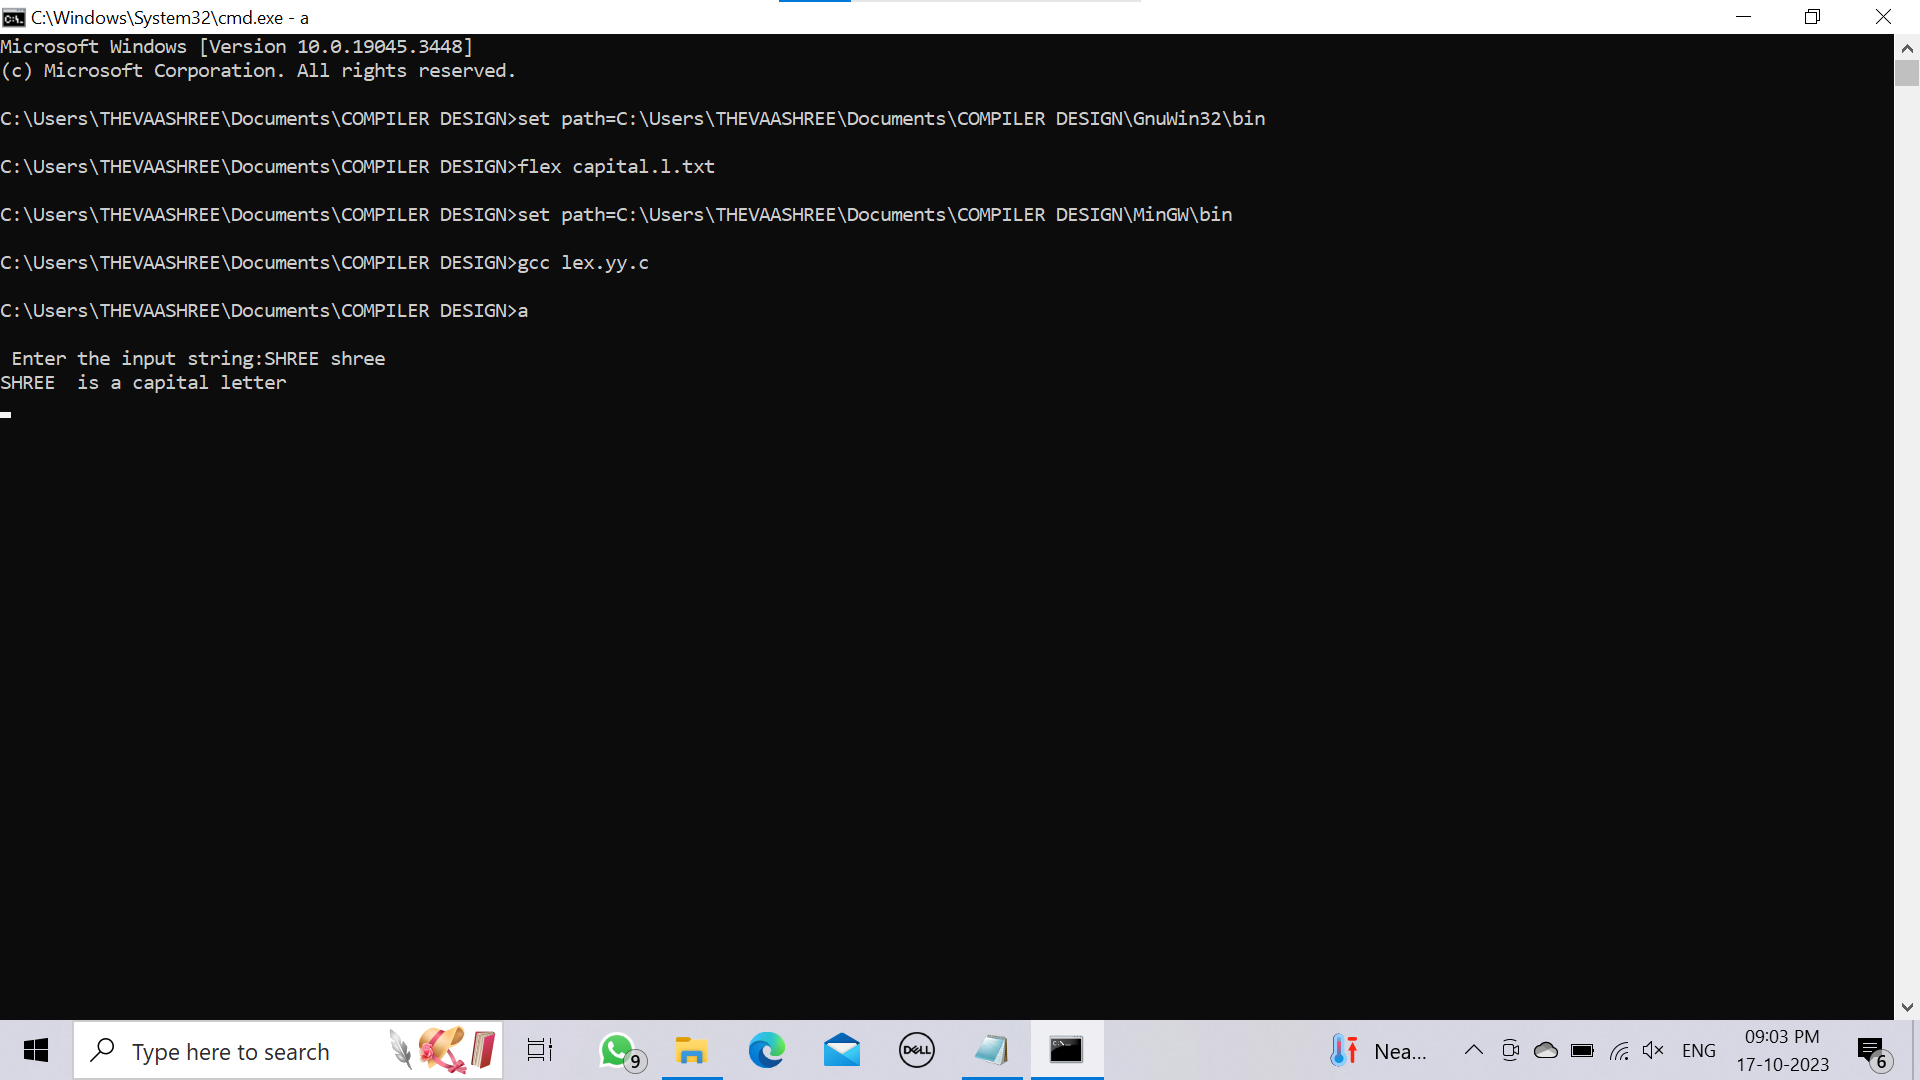 C:\Windows\System32\cmd.exe - a
Microsoft Windows [Version 10.0.19045.3448]
(c) Microsoft Corporation. All rights reserved.
C:\Users\THEVAASHREE\Documents\COMPILER DESIGN>set path=C:\Users\THEVAASHREE\Documents\COMPILER DESIGN\GnuWin32\bin
C:\Users\THEVAASHREE\Documents\COMPILER DESIGN>flex capital.l.txt
C:\Users\THEVAASHREE\Documents\COMPILER DESIGN>set path=C:\Users\THEVAASHREE\Documents\COMPILER DESIGN\MinGW\bin
C:\Users\THEVAASHREE\Documents\COMPILER DESIGN>gcc lex.yy.c
C:\Users\THEVAASHREE\Documents\COMPILER DESIGN>a
Enter the input string:SHREE shree
SHREE  is a capital letter
Type here to search
9
DELL
Nea...
ENG
09:03 PM
17-10-2023
6